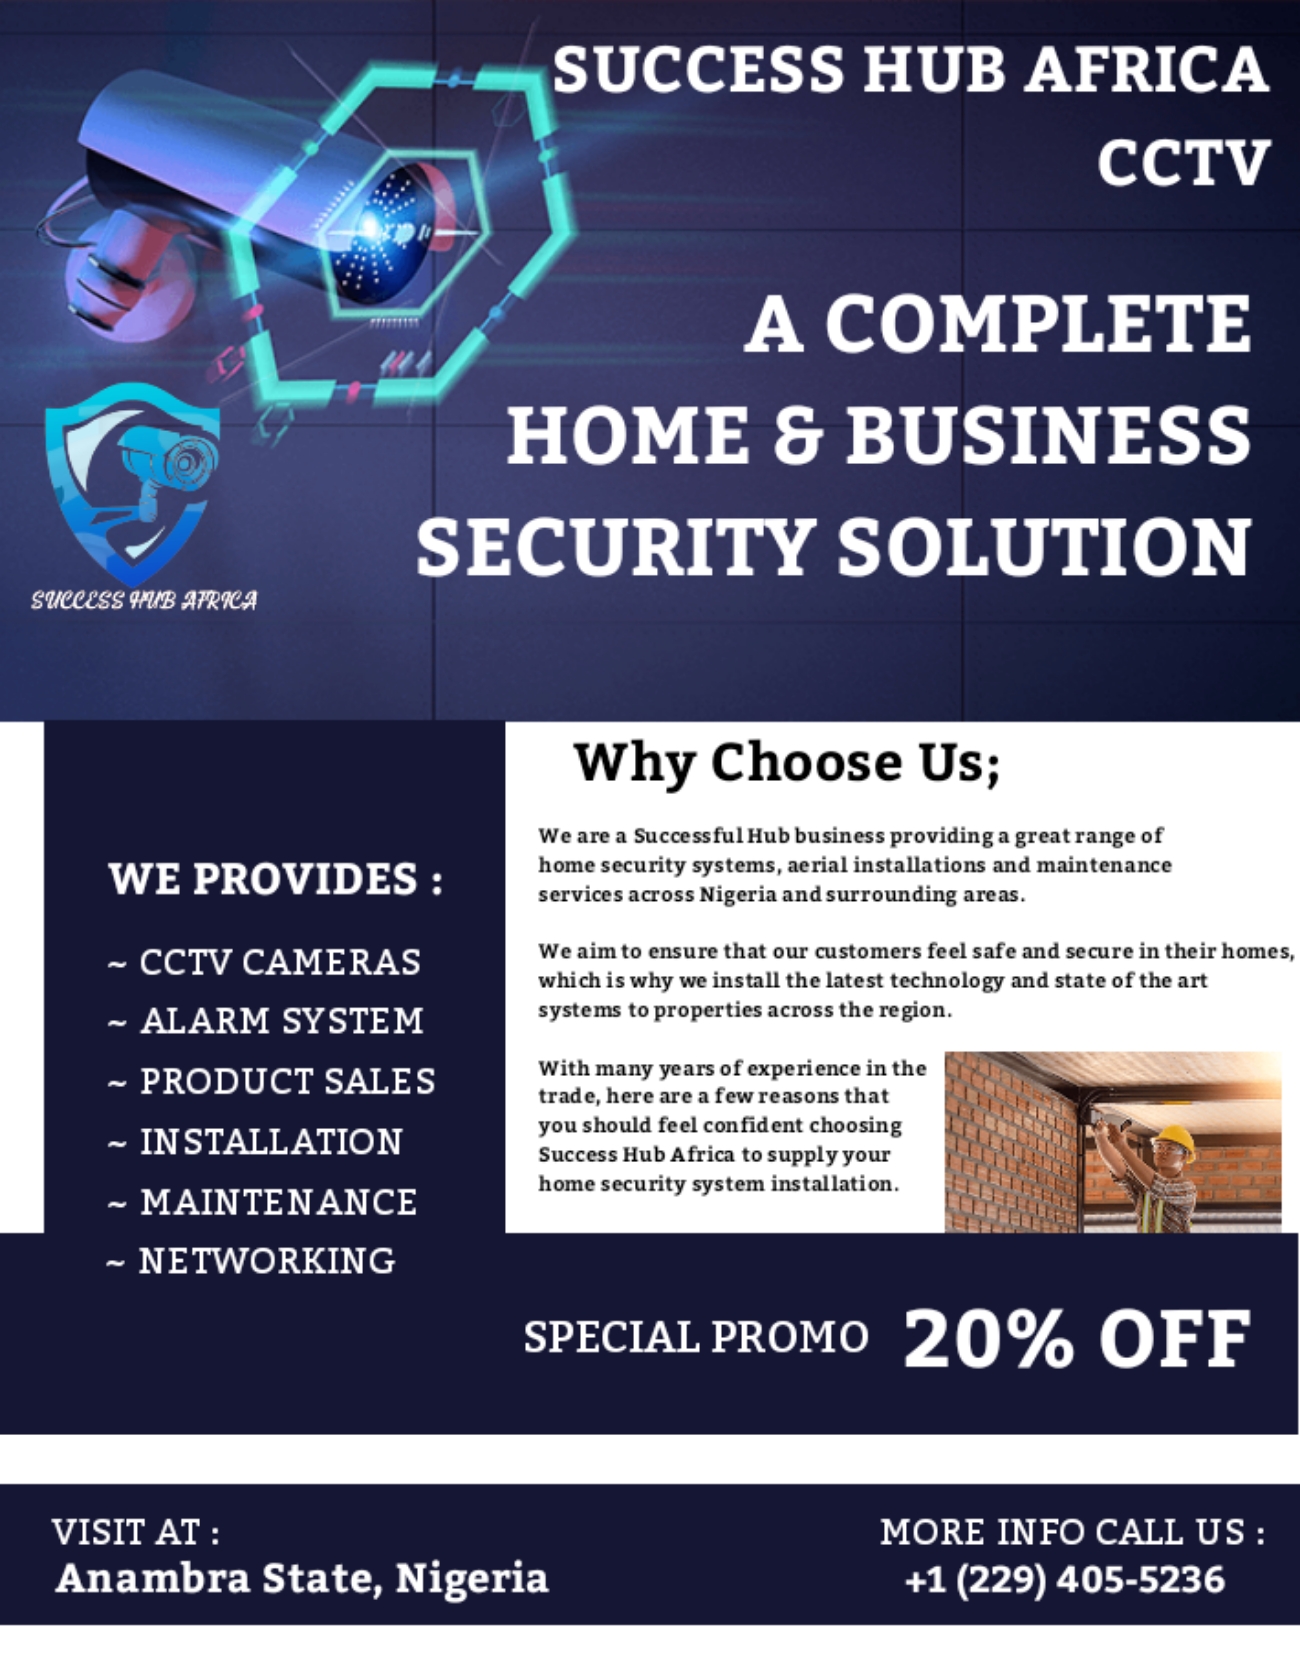 SUCCESS HUB AFRICA
CCTV
A COMPLETE
HOME & BUSINESS
SECURITY SOLUTION
SUCCESS HUB AFRICA
Why Choose Us;
We are a Successful Hub business providing a great range of
home security systems, aerial installations and maintenance
services across Nigeria and surrounding areas.
We aim to ensure that our customers feel safe and secure in their homes,
which is why we install the latest technology and state of the art
systems to properties across the region.
With many years of experience in the
trade, here are a few reasons that
you should feel confident choosing
Success Hub Africa to supply your
home security system installation.
WE PROVIDES :
~ CCTV CAMERAS
~ ALARM SYSTEM
~ PRODUCT SALES
~ INSTALLATION
~ MAINTENANCE
~ NETWORKING
SPECIAL PROMO 20% OFF
VISIT AT :
Anambra State, Nigeria
MORE INFO CALL US :
+1 (229) 405-5236